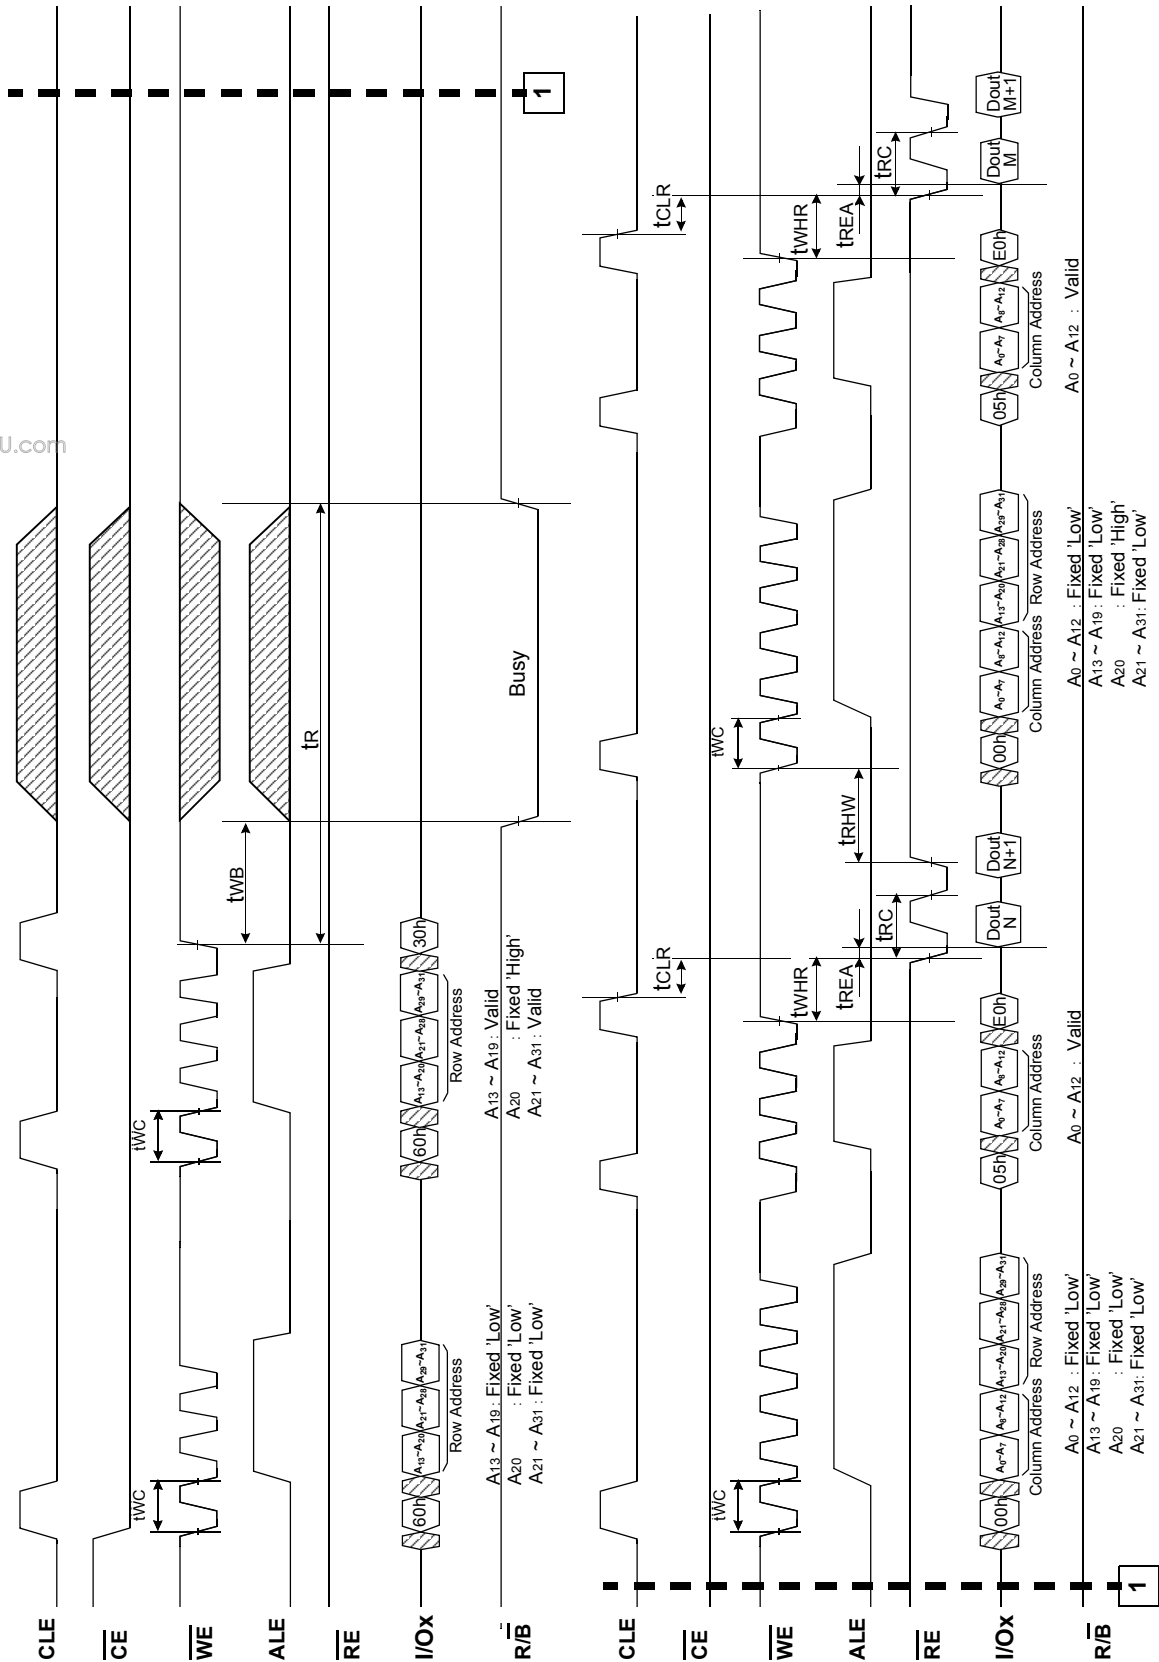 CLE
CE
WE
ALE
RE
I/Ox
R/B
tWC
tWC
tWB
tR
Busy
60h A13~A20 A21~A28 A29~A31
Row Address
A13 ~ A19 : Fixed 'Low'
A20 : Fixed 'Low'
A21 ~ A31 : Fixed 'Low'
60h A13~A20 A21~A28 A29~A31 30h
Row Address
A13 ~ A19 : Valid
A20 : Fixed 'High'
A21 ~ A31 : Valid
1
U.com
1
CLE
CE
WE
ALE
RE
I/Ox
R/B
tCLR
tCLR
tWC
tWHR
tWC
tWHR
tREA
tRHW
tREA
tRC
tRC
00h A0~A7 A8~A12 A13~A20 A21~A28 A29~A31
Column Address Row Address
A0 ~ A12 : Fixed 'Low'
A13 ~ A19 : Fixed 'Low'
A20 : Fixed 'Low'
A21 ~ A31: Fixed 'Low'
05h A0~A7 A8~A12 E0h
Column Address
A0 ~ A12 : Valid
Dout N
Dout N+1
00h A0~A7 A8~A12 A13~A20 A21~A28 A29~A31
Column Address Row Address
A0 ~ A12 : Fixed 'Low'
A13 ~ A19 : Fixed 'Low'
A20 : Fixed 'High'
A21 ~ A31: Fixed 'Low'
05h A0~A7 A8~A12 E0h
Column Address
A0 ~ A12 : Valid
Dout M
Dout M+1